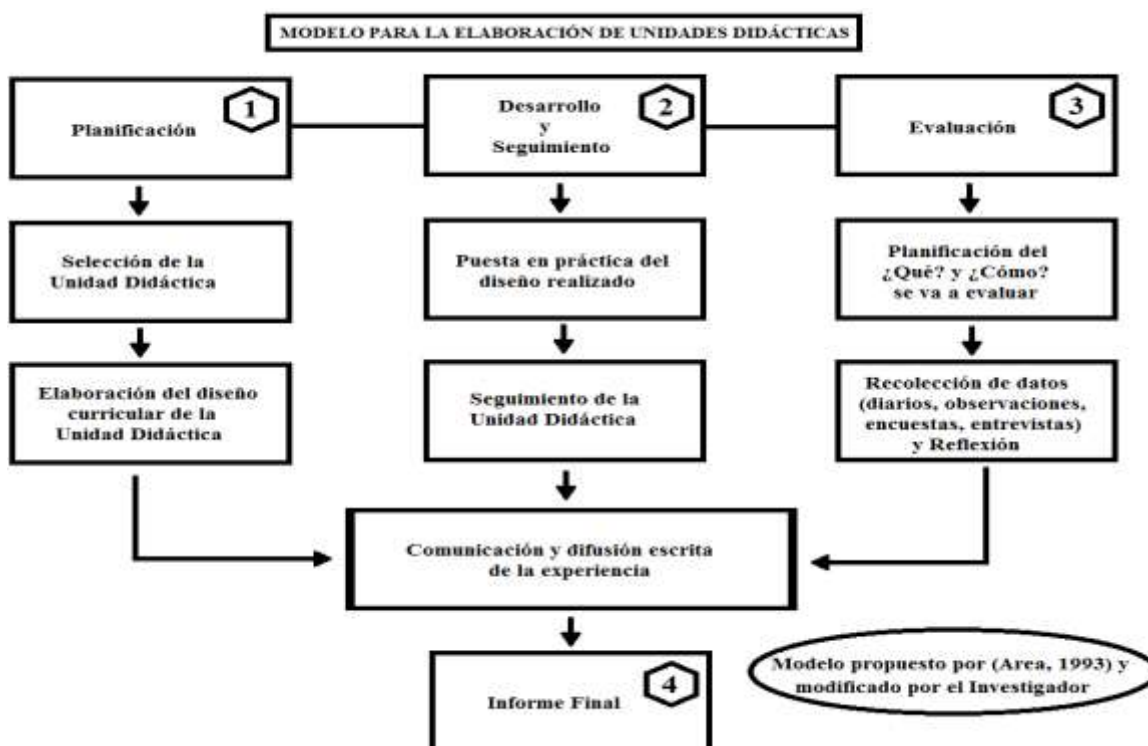 MODELO PARA LA ELABORACIÓN DE UNIDADES DIDÁCTICAS
1
Planificación
2
Desarrollo
y
Seguimiento
3
Evaluación
Selección de la
Unidad Didáctica
Puesta en práctica del
diseño realizado
Planificación del
¿Qué? y ¿Cómo?
se va a evaluar
Elaboración del diseño
curricular de la
Unidad Didáctica
Seguimiento de la
Unidad Didáctica
Recolección de datos
(diarios, observaciones,
encuestas, entrevistas)
y Reflexión
Comunicación y difusión escrita
de la experiencia
4
Informe Final
Modelo propuesto por (Area, 1993) y
modificado por el Investigador